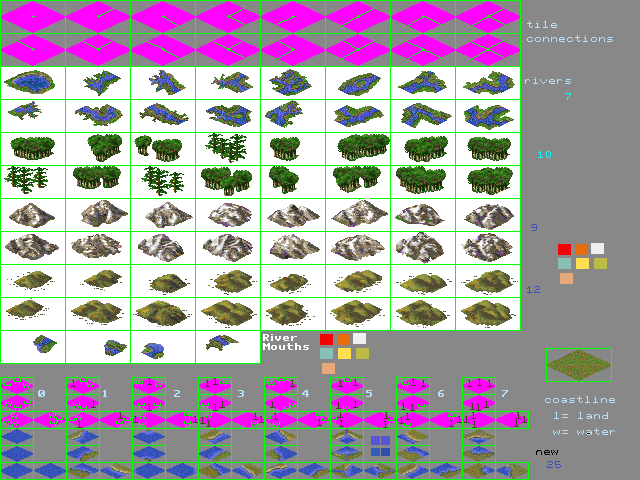 tile
connections
rivers
7
10
9
12
River
Mouths
0 1 2 3 4 5 6 7
coastline
l= land
w= water
new
25